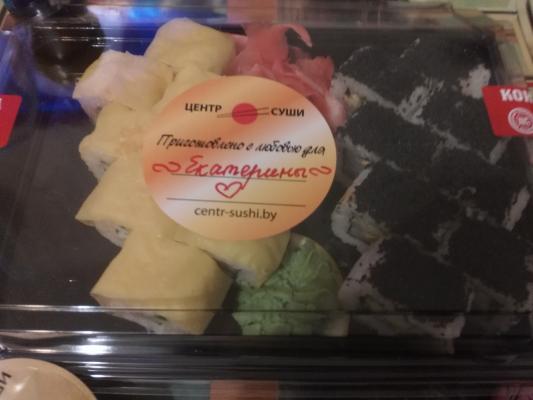 ЦЕНТР СУШИ
Приготовлено с любовью для
Екатерины
centr-sushi.by